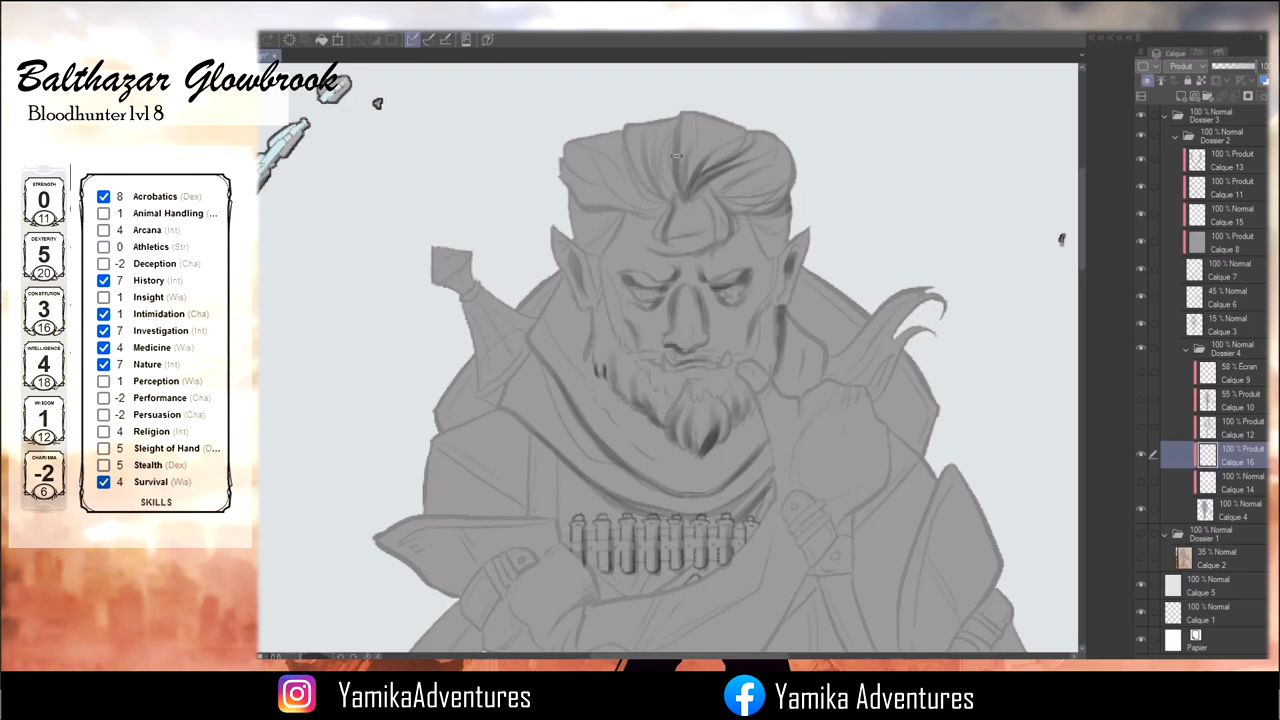 Balthazar Glowbrook
Bloodhunter lvl 8
STRENGTH
0
11
DEXTERITY
5
20
CONSTITUTION
3
16
INTELLIGENCE
4
18
WISDOM
1
12
CHARISMA
-2
6
8 Acrobatics (Dex)
1 Animal Handling (...
4 Arcana (Int)
0 Athletics (Str)
-2 Deception (Cha)
7 History (Int)
1 Insight (Wis)
1 Intimidation (Cha)
7 Investigation (Int)
4 Medicine (Wis)
7 Nature (Int)
1 Perception (Wis)
-2 Performance (Cha)
-2 Persuasion (Cha)
4 Religion (Int)
5 Sleight of Hand (D...
5 Stealth (Dex)
4 Survival (Wis)
SKILLS
Calque
Produit
100 % Normal
Dossier 3
100 % Normal
Dossier 2
100 % Produit
Calque 13
100 % Produit
Calque 11
100 % Normal
Calque 15
100 % Produit
Calque 8
100 % Normal
Calque 7
45 % Normal
Calque 6
15 % Normal
Calque 3
100 % Normal
Dossier 4
58 % Ecran
Calque 9
55 % Produit
Calque 10
100 % Produit
Calque 12
100 % Produit
Calque 16
100 % Normal
Calque 14
100 % Normal
Calque 4
100 % Normal
Dossier 1
35 % Normal
Calque 2
100 % Normal
Calque 5
100 % Normal
Calque 1
Papier
YamikaAdventures
Yamika Adventures